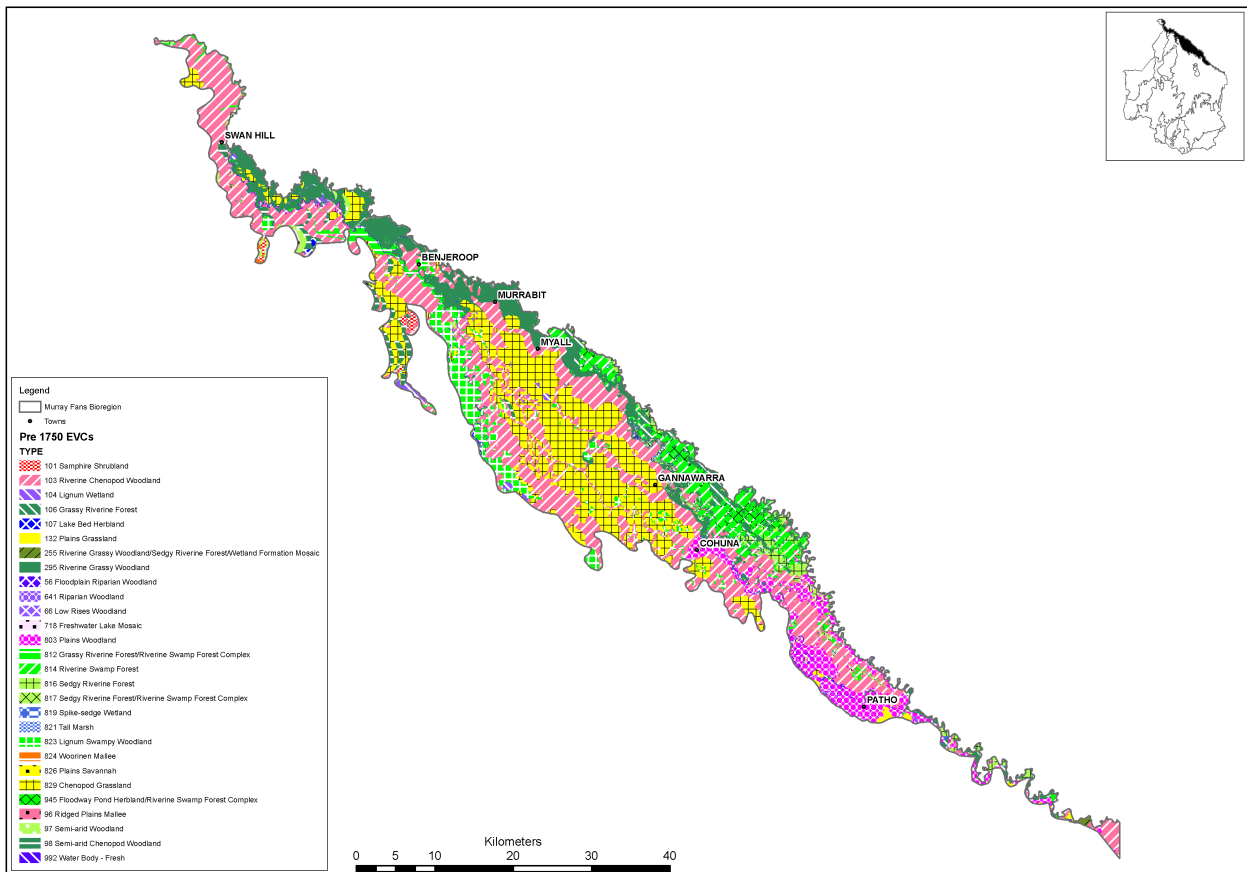 SWAN HILL
BENJEROOP
MURRABIT
MYALL
GANNAWARRA
COHUNA
PATHO
Legend
Murray Fans Bioregion
Towns
Pre 1750 EVCs
TYPE
101 Samphire Shrubland
103 Riverine Chenopod Woodland
104 Lignum Wetland
106 Grassy Riverine Forest
107 Lake Bed Herbland
132 Plains Grassland
255 Riverine Grassy Woodland/Sedgy Riverine Forest/Wetland Formation Mosaic
295 Riverine Grassy Woodland
56 Floodplain Riparian Woodland
641 Riparian Woodland
66 Low Rises Woodland
718 Freshwater Lake Mosaic
803 Plains Woodland
812 Grassy Riverine Forest/Riverine Swamp Forest Complex
814 Riverine Swamp Forest
816 Sedgy Riverine Forest
817 Sedgy Riverine Forest/Riverine Swamp Forest Complex
819 Spike-sedge Wetland
821 Tall Marsh
823 Lignum Swampy Woodland
824 Woorinen Mallee
826 Plains Savannah
829 Chenopod Grassland
945 Floodway Pond Herbland/Riverine Swamp Forest Complex
96 Ridged Plains Mallee
97 Semi-arid Woodland
98 Semi-arid Chenopod Woodland
992 Water Body - Fresh
Kilometers
0 5 10 20 30 40